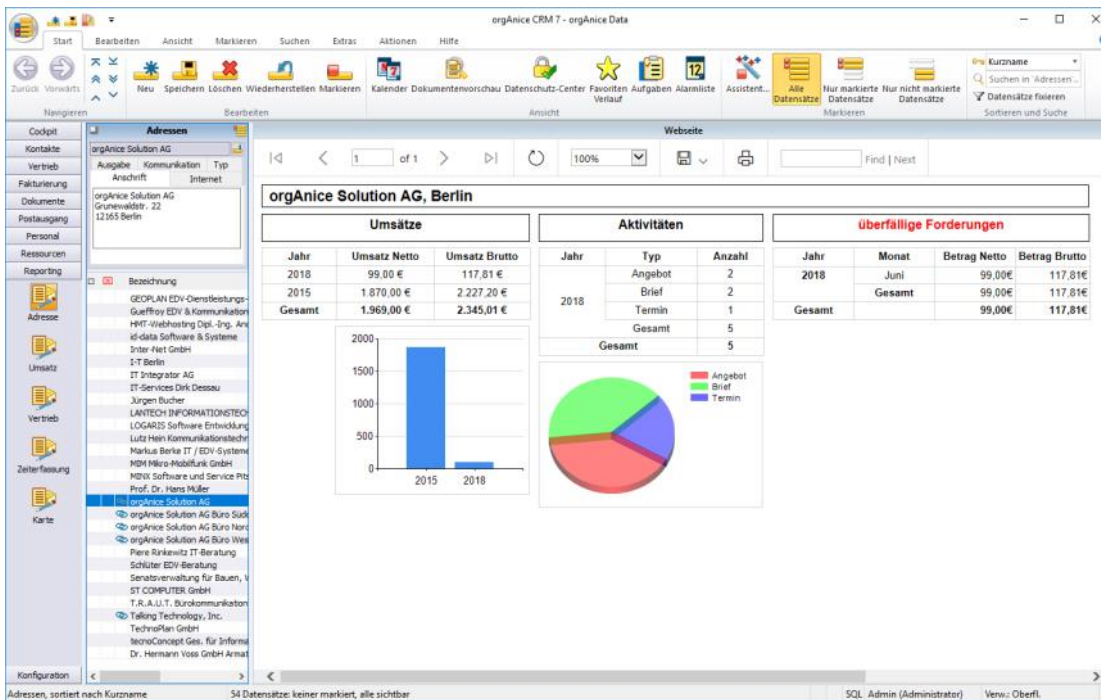 orgAnice CRM 7 - orgAnice Data
Start Bearbeiten Ansicht Markieren Suchen Extras Aktionen Hilfe
Zurück Vorwärts
Neu Speichern Löschen Wiederherstellen Markieren
Kalender Dokumentenvorschau Datenschutz-Center Favoriten Verlauf Aufgaben Alarmliste
12
Assistent...
Alle Datensätze
Nur markierte Datensätze
Nur nicht markierte Datensätze
Kurzname
Suchen in 'Adressen'...
Datensätze fixieren
Navigieren Bearbeiten Ansicht Markieren Sortieren und Suche
Cockpit
Kontakte
Vertrieb
Fakturierung
Dokumente
Postausgang
Personal
Ressourcen
Reporting
Adresse
Umsatz
Vertrieb
Zeiterfassung
Karte
Konfiguration
Adressen
orgAnice Solution AG
Ausgabe Kommunikation Typ
Anschrift Internet
orgAnice Solution AG
Grunewaldstr. 22
12165 Berlin
Bezeichnung
GEOPLAN EDV-Dienstleistungs-
Gueffroy EDV & Kommunikation
HMT-Webhosting Dipl.-Ing. An
id-data Software & Systeme
Inter-Net GmbH
I-T Berlin
IT Integrator AG
IT-Services Dirk Dessau
Jürgen Bucher
LANTECH INFORMATIONSTECH
LOGARIS Software Entwicklung
Lutz Hein Kommunikationstechn
Markus Berke IT / EDV-Systeme
MIM Mikro-Mobilfunk GmbH
MINX Software und Service Pits
Prof. Dr. Hans Müller
orgAnice Solution AG
orgAnice Solution AG Büro Süd
orgAnice Solution AG Büro Nord
orgAnice Solution AG Büro Wes
Piere Rinkewitz IT-Beratung
Schlüter EDV-Beratung
Senatsverwaltung für Bauen, W
ST COMPUTER GmbH
T.R.A.U.T. Bürokommunikation
Talking Technology, Inc.
TechnoPlan GmbH
tecnoConcept Ges. für Informa
Dr. Hermann Voss GmbH Armat
Webseite
1 of 1 100% Find | Next
orgAnice Solution AG, Berlin
Umsätze
Jahr Umsatz Netto Umsatz Brutto
2018 99,00 € 117,81 €
2015 1.870,00 € 2.227,20 €
Gesamt 1.969,00 € 2.345,01 €
2000
1500
1000
500
0
2015 2018
Aktivitäten
Jahr Typ Anzahl
2018 Angebot 2
Brief 2
Termin 1
Gesamt 5
Gesamt 5
Angebot
Brief
Termin
überfällige Forderungen
Jahr Monat Betrag Netto Betrag Brutto
2018 Juni 99,00€ 117,81€
Gesamt 99,00€ 117,81€
Gesamt 99,00€ 117,81€
Adressen, sortiert nach Kurzname 54 Datensätze: keiner markiert, alle sichtbar SQL Admin (Administrator) Verw.: Oberfl.